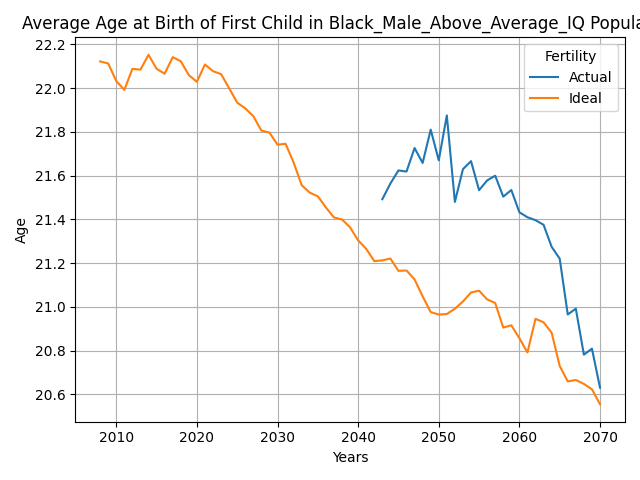 Average Age at Birth of First Child in Black_Male_Above_Average_IQ Popula
22.2
22.0
21.8
21.6
21.4
21.2
21.0
20.8
20.6
Age
Fertility
Actual
Ideal
2010 2020 2030 2040 2050 2060 2070
Years